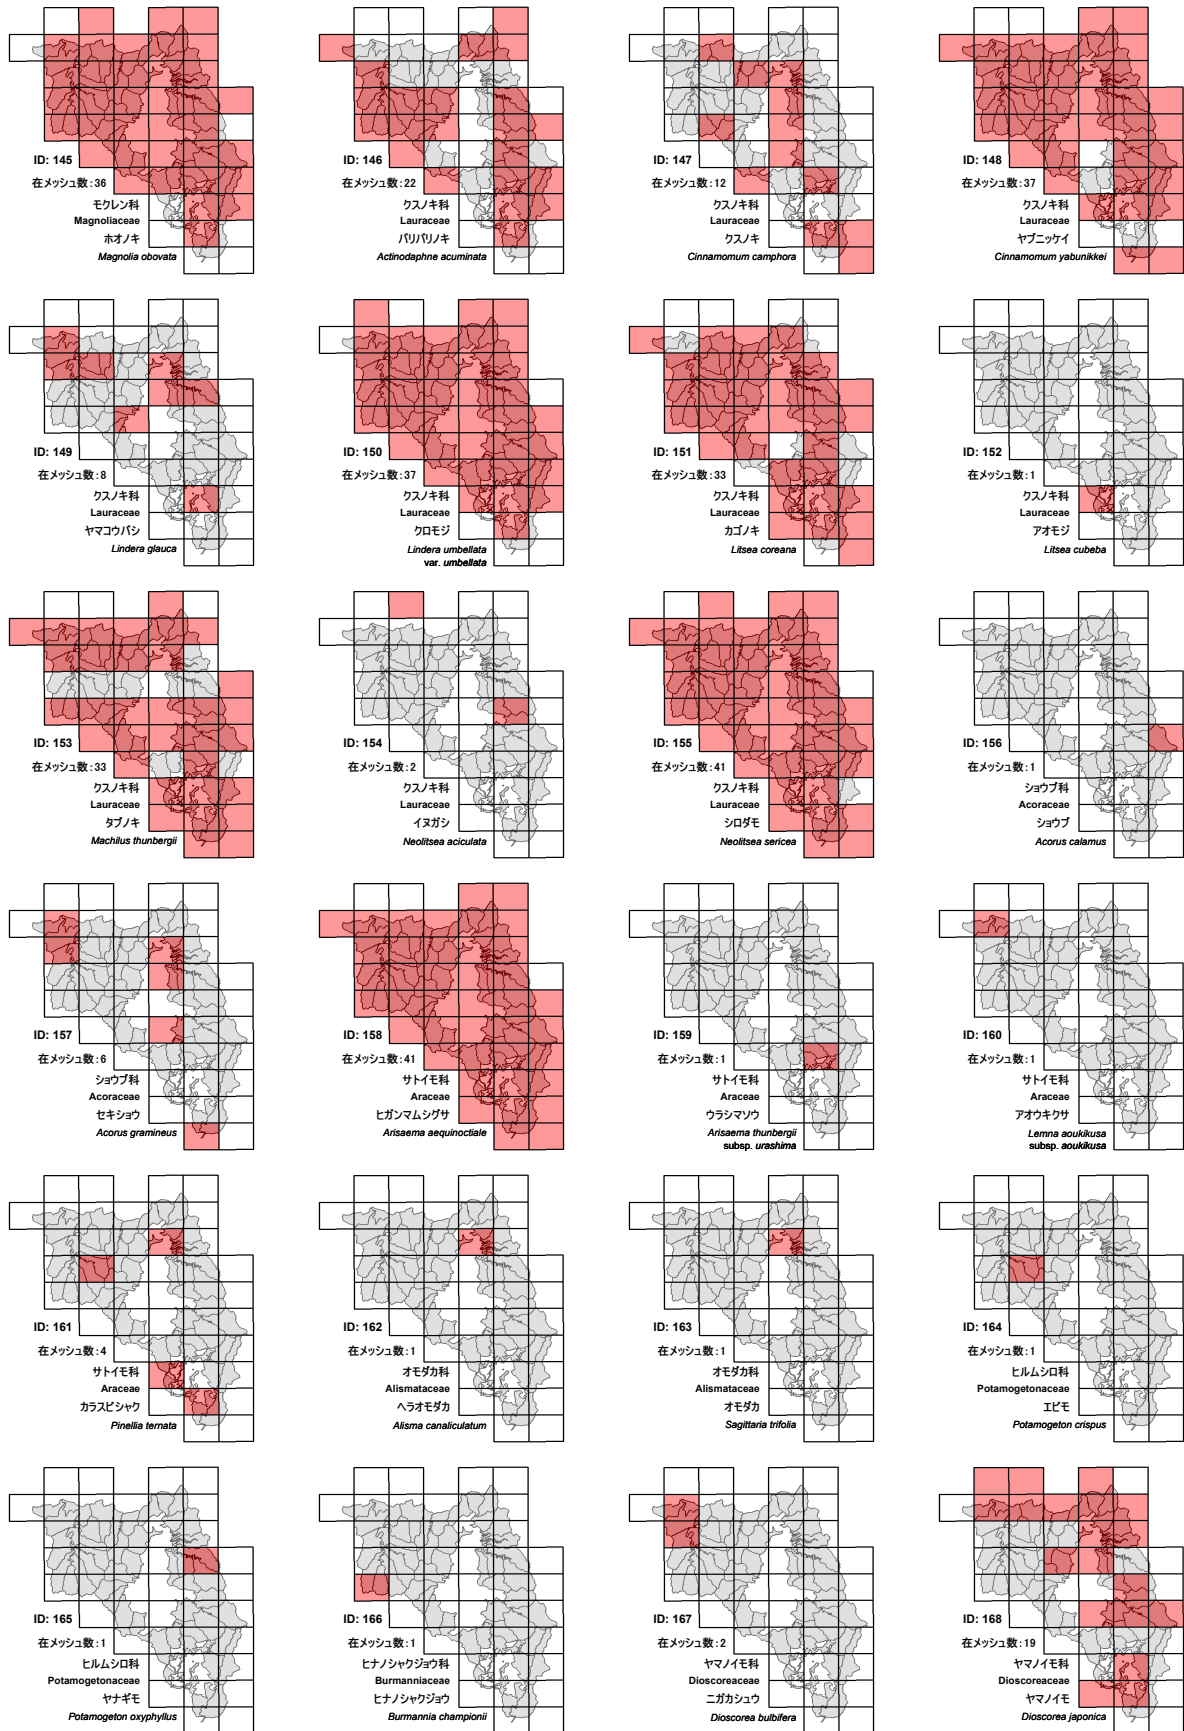 ID: 145
在メッシュ数:36
モクレン科
Magnoliaceae
ホオノキ
Magnolia obovata
ID: 146
在メッシュ数:22
クスノキ科
Lauraceae
バリバリノキ
Actinodaphne acuminata
ID: 147
在メッシュ数:12
クスノキ科
Lauraceae
クスノキ
Cinnamomum camphora
ID: 148
在メッシュ数:37
クスノキ科
Lauraceae
ヤブニッケイ
Cinnamomum yabunikkei
ID: 149
在メッシュ数:8
クスノキ科
Lauraceae
ヤマコウバシ
Lindera glauca
ID: 150
在メッシュ数:37
クスノキ科
Lauraceae
クロモジ
Lindera umbellata
var. umbellata
ID: 151
在メッシュ数:33
クスノキ科
Lauraceae
カゴノキ
Litsea coreana
ID: 152
在メッシュ数:1
クスノキ科
Lauraceae
アオモジ
Litsea cubeba
ID: 153
在メッシュ数:33
クスノキ科
Lauraceae
タブノキ
Machilus thunbergii
ID: 154
在メッシュ数:2
クスノキ科
Lauraceae
イヌガシ
Neolitsea aciculata
ID: 155
在メッシュ数:41
クスノキ科
Lauraceae
シロダモ
Neolitsea sericea
ID: 156
在メッシュ数:1
ショウブ科
Acoraceae
ショウブ
Acorus calamus
ID: 157
在メッシュ数:6
ショウブ科
Acoraceae
セキショウ
Acorus gramineus
ID: 158
在メッシュ数:41
サトイモ科
Araceae
ヒガンマムシグサ
Arisaema aequinoctiale
ID: 159
在メッシュ数:1
サトイモ科
Araceae
ウラシマソウ
Arisaema thunbergii
subsp. urashima
ID: 160
在メッシュ数:1
サトイモ科
Araceae
アオウキクサ
Lemna aoukikusa
subsp. aoukikusa
ID: 161
在メッシュ数:4
サトイモ科
Araceae
カラスビシャク
Pinellia ternata
ID: 162
在メッシュ数:1
オモダカ科
Alismataceae
ヘラオモダカ
Alisma canaliculatum
ID: 163
在メッシュ数:1
オモダカ科
Alismataceae
オモダカ
Sagittaria trifolia
ID: 164
在メッシュ数:1
ヒルムシロ科
Potamogetonaceae
エビモ
Potamogeton crispus
ID: 165
在メッシュ数:1
ヒルムシロ科
Potamogetonaceae
ヤナギモ
Potamogeton oxyphyllus
ID: 166
在メッシュ数:1
ヒナノシャクジョウ科
Burmanniaceae
ヒナノシャクジョウ
Burmannia championii
ID: 167
在メッシュ数:2
ヤマノイモ科
Dioscoreaceae
ニガカシュウ
Dioscorea bulbifera
ID: 168
在メッシュ数:19
ヤマノイモ科
Dioscoreaceae
ヤマノイモ
Dioscorea japonica